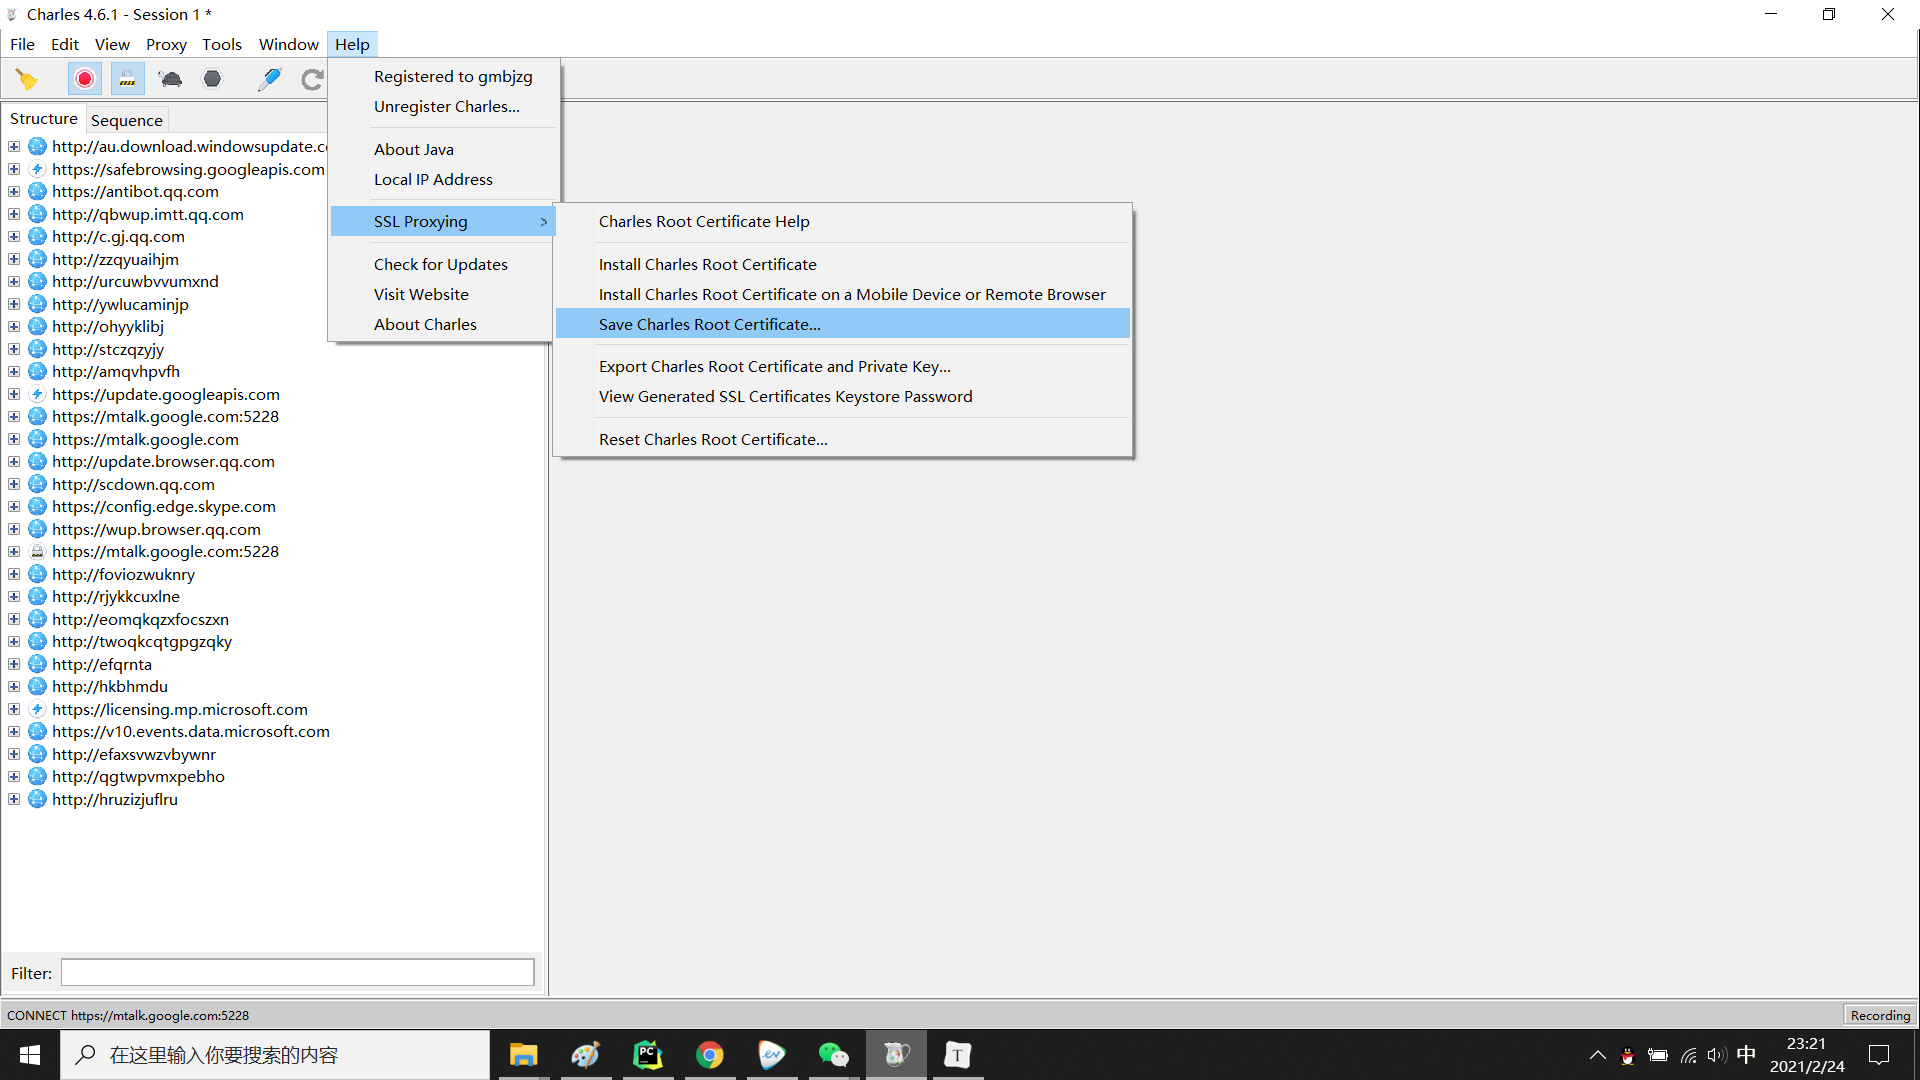 Charles 4.6.1 - Session 1 *
File Edit View Proxy Tools Window Help
Registered to gmbjzg
Unregister Charles...
About Java
Local IP Address
SSL Proxying >
Check for Updates
Visit Website
About Charles
Charles Root Certificate Help
Install Charles Root Certificate
Install Charles Root Certificate on a Mobile Device or Remote Browser
Save Charles Root Certificate...
Export Charles Root Certificate and Private Key...
View Generated SSL Certificates Keystore Password
Reset Charles Root Certificate...
Structure Sequence
http://au.download.windowsupdate.c
https://safebrowsing.googleapis.com
https://antibot.qq.com
http://qbwup.imtt.qq.com
http://c.gj.qq.com
http://zzqyuaihjm
http://urcuwbvvumxnd
http://ywlucaminjp
http://ohyyklibj
http://stczqzyjy
http://amqvhpvfh
https://update.googleapis.com
https://mtalk.google.com:5228
https://mtalk.google.com
http://update.browser.qq.com
http://scdown.qq.com
https://config.edge.skype.com
https://wup.browser.qq.com
https://mtalk.google.com:5228
http://foviozwuknry
http://rjykkcuxlne
http://eomqkqzxfocszxn
http://twoqkcqtgpgzqky
http://efqrnta
http://hkbhmdu
https://licensing.mp.microsoft.com
https://v10.events.data.microsoft.com
http://efaxsvwzvbywnr
http://qgtwpvmxpebho
http://hruzizjuflru
Filter:
CONNECT https://mtalk.google.com:5228
Recording
在这里输入你要搜索的内容
PC
ev
T
中
23:21
2021/2/24